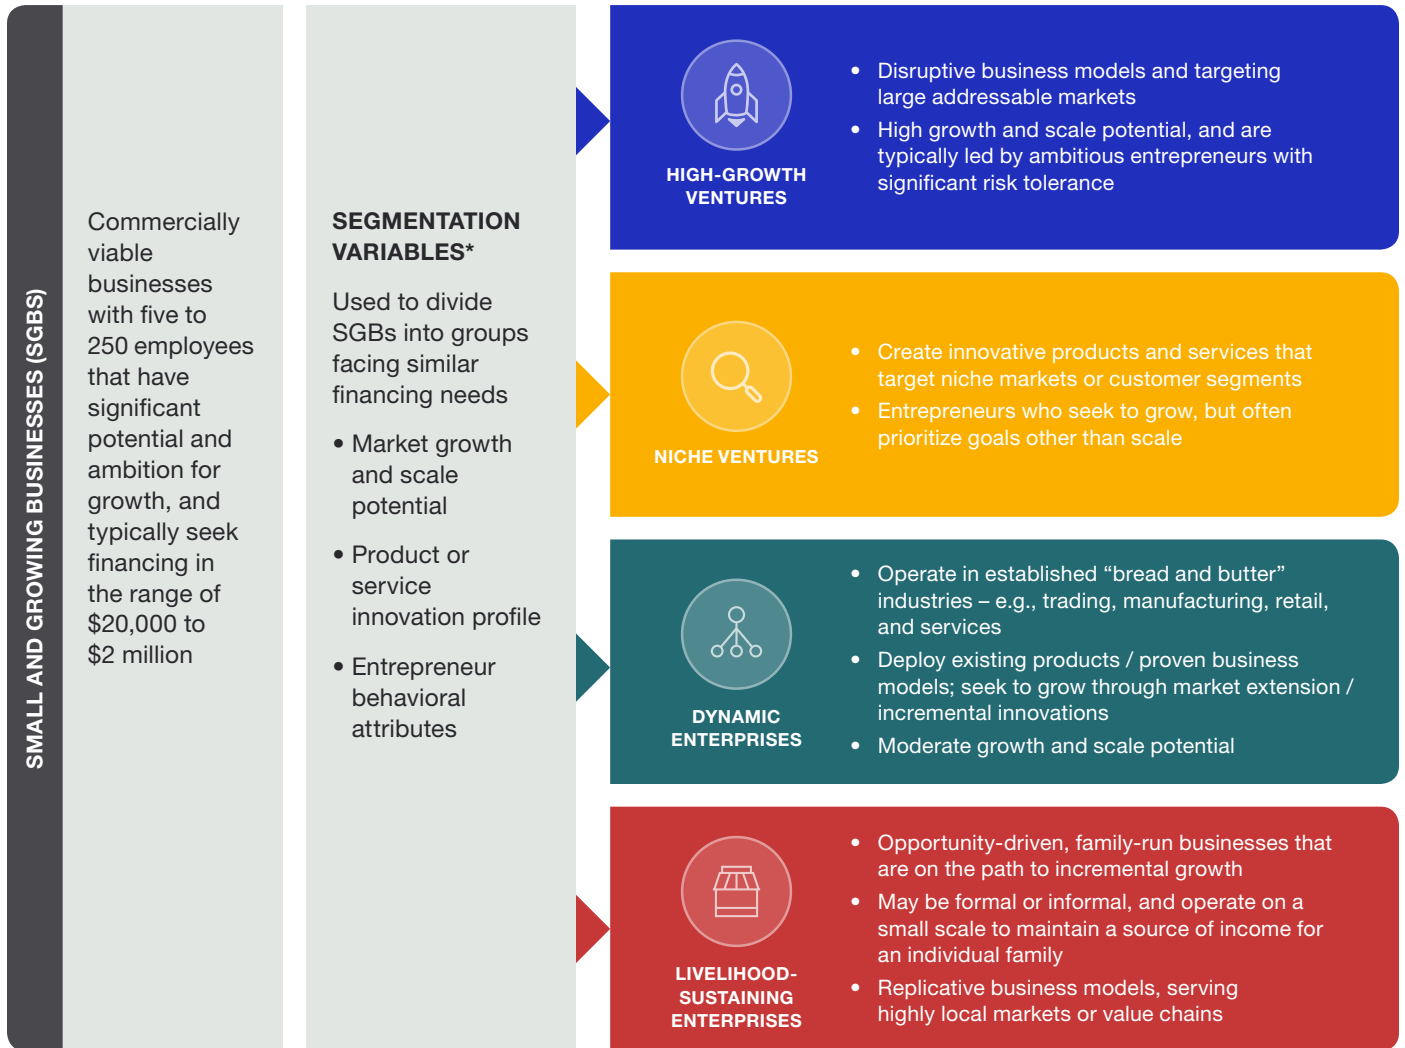 SMALL AND GROWING BUSINESSES (SGBS)
Commercially
viable
businesses
with five to
250 employees
that have
significant
potential and
ambition for
growth, and
typically seek
financing in
the range of
$20,000 to
$2 million
SEGMENTATION
VARIABLES*
Used to divide
SGBs into groups
facing similar
financing needs
• Market growth
and scale
potential
• Product or
service
innovation profile
• Entrepreneur
behavioral
attributes
HIGH-GROWTH
VENTURES
• Disruptive business models and targeting
large addressable markets
• High growth and scale potential, and are
typically led by ambitious entrepreneurs with
significant risk tolerance
NICHE VENTURES
• Create innovative products and services that
target niche markets or customer segments
• Entrepreneurs who seek to grow, but often
prioritize goals other than scale
DYNAMIC
ENTERPRISES
• Operate in established “bread and butter”
industries – e.g., trading, manufacturing, retail,
and services
• Deploy existing products / proven business
models; seek to grow through market extension /
incremental innovations
• Moderate growth and scale potential
LIVELIHOOD-
SUSTAINING
ENTERPRISES
• Opportunity-driven, family-run businesses that
are on the path to incremental growth
• May be formal or informal, and operate on a
small scale to maintain a source of income for
an individual family
• Replicative business models, serving
highly local markets or value chains